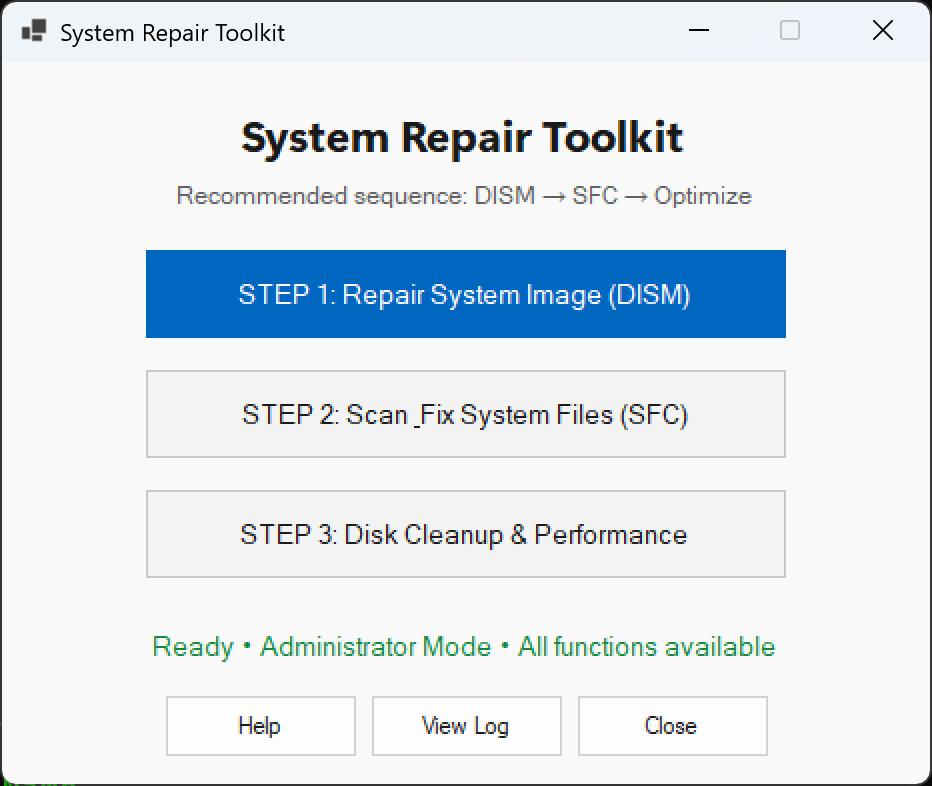 System Repair Toolkit
System Repair Toolkit
Recommended sequence: DISM → SFC → Optimize
STEP 1: Repair System Image (DISM)
STEP 2: Scan _Fix System Files (SFC)
STEP 3: Disk Cleanup & Performance
Ready • Administrator Mode • All functions available
Help View Log Close